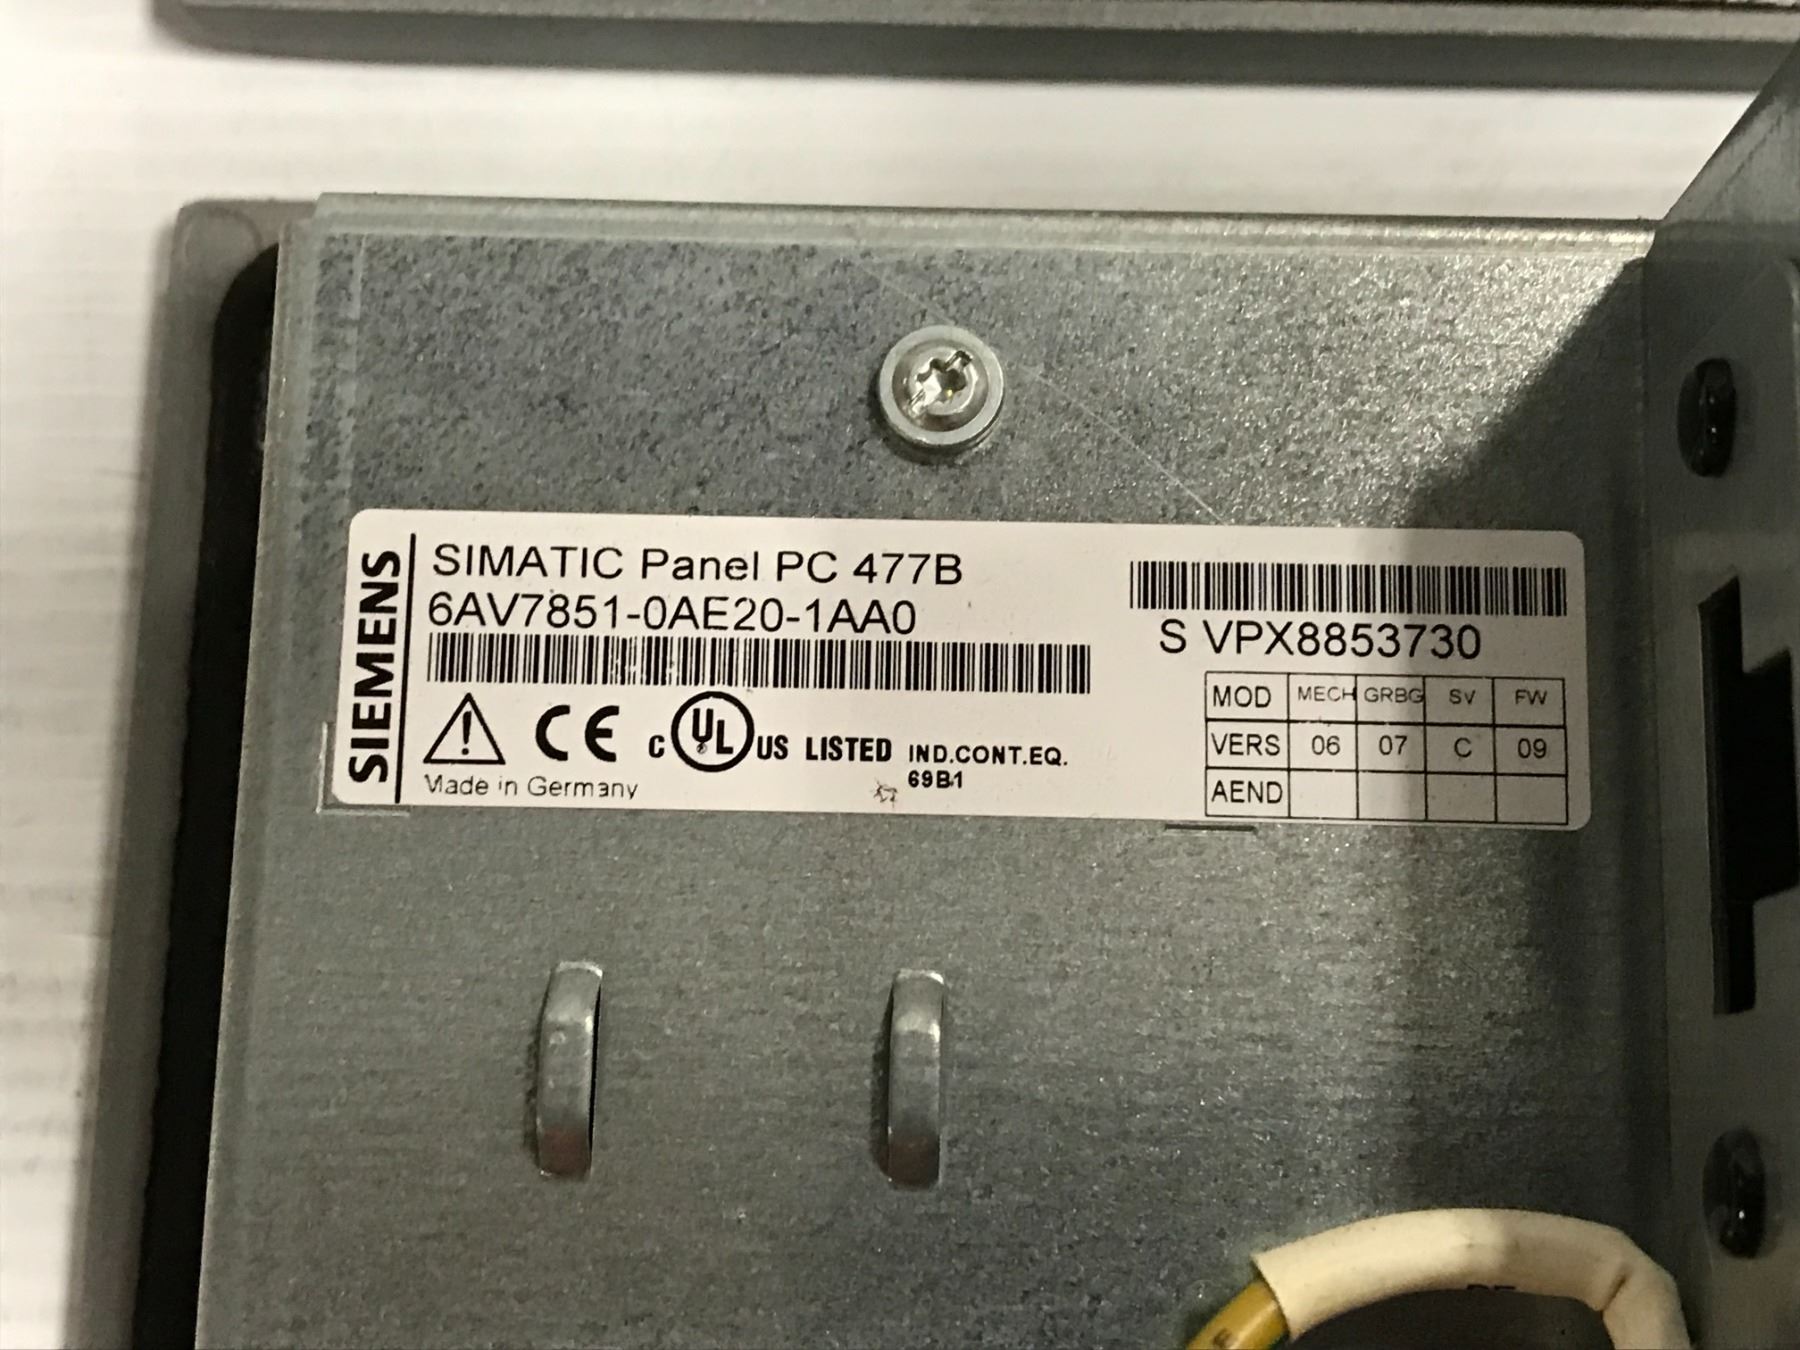 SIEMENS
SIMATIC Panel PC 477B
6AV7851-0AE20-1AA0
S VPX8853730
CE C UL ® US LISTED IND.CONT.EQ.
69B1
Made in Germany
MOD MECH GRBG SV FW
VERS 06 07 C 09
AEND